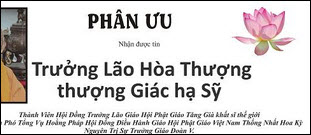 PHÂN ƯU
Nhận được tin
Trưởng Lão Hòa Thượng
thượng Giác hạ Sỹ
Thành Viên Hội Đồng Trưởng Lão Giáo Hội Phật Giáo Tăng Già khất sĩ thế giới
Phó Tổng Vụ Hoằng Pháp Hội Đồng Điều Hành Giáo Hội Phật Giáo Việt Nam Thống Nhất Hoa Kỳ
Nguyên Trị Sự Trưởng Giáo Đoàn V.